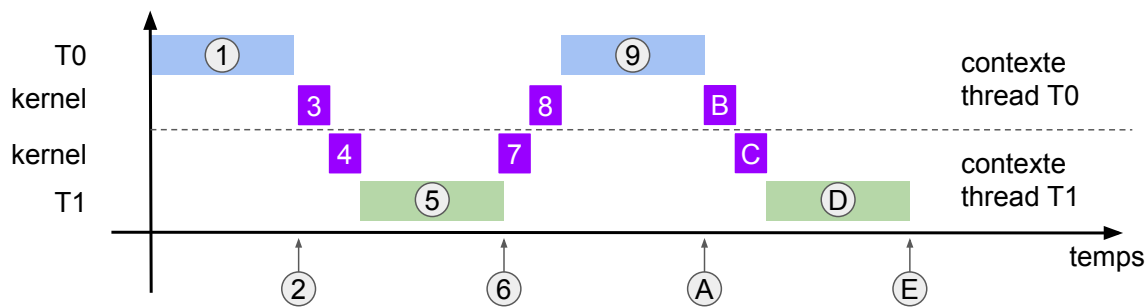 T0 1 9 contexte
thread T0
kernel 3 8 B
kernel 4 7 C
contexte
thread T1
T1 5 D
temps
2 6 A E